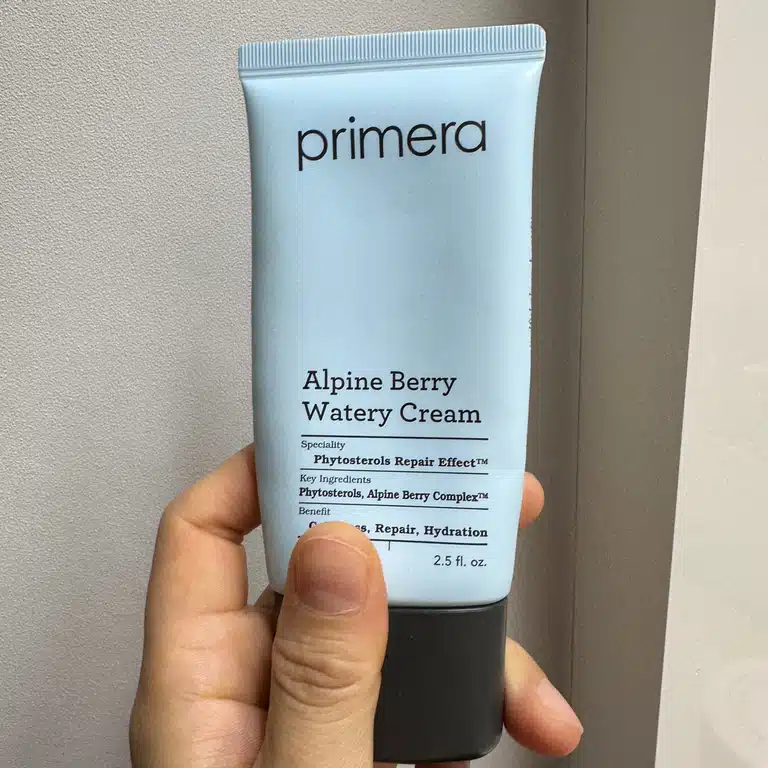 primera
Alpine Berry
Watery Cream
Speciality
Phytosterols Repair Effect™
Key Ingredients
Phytosterols, Alpine Berry Complex™
Benefit
Repair, Hydration
2.5 fl. oz.